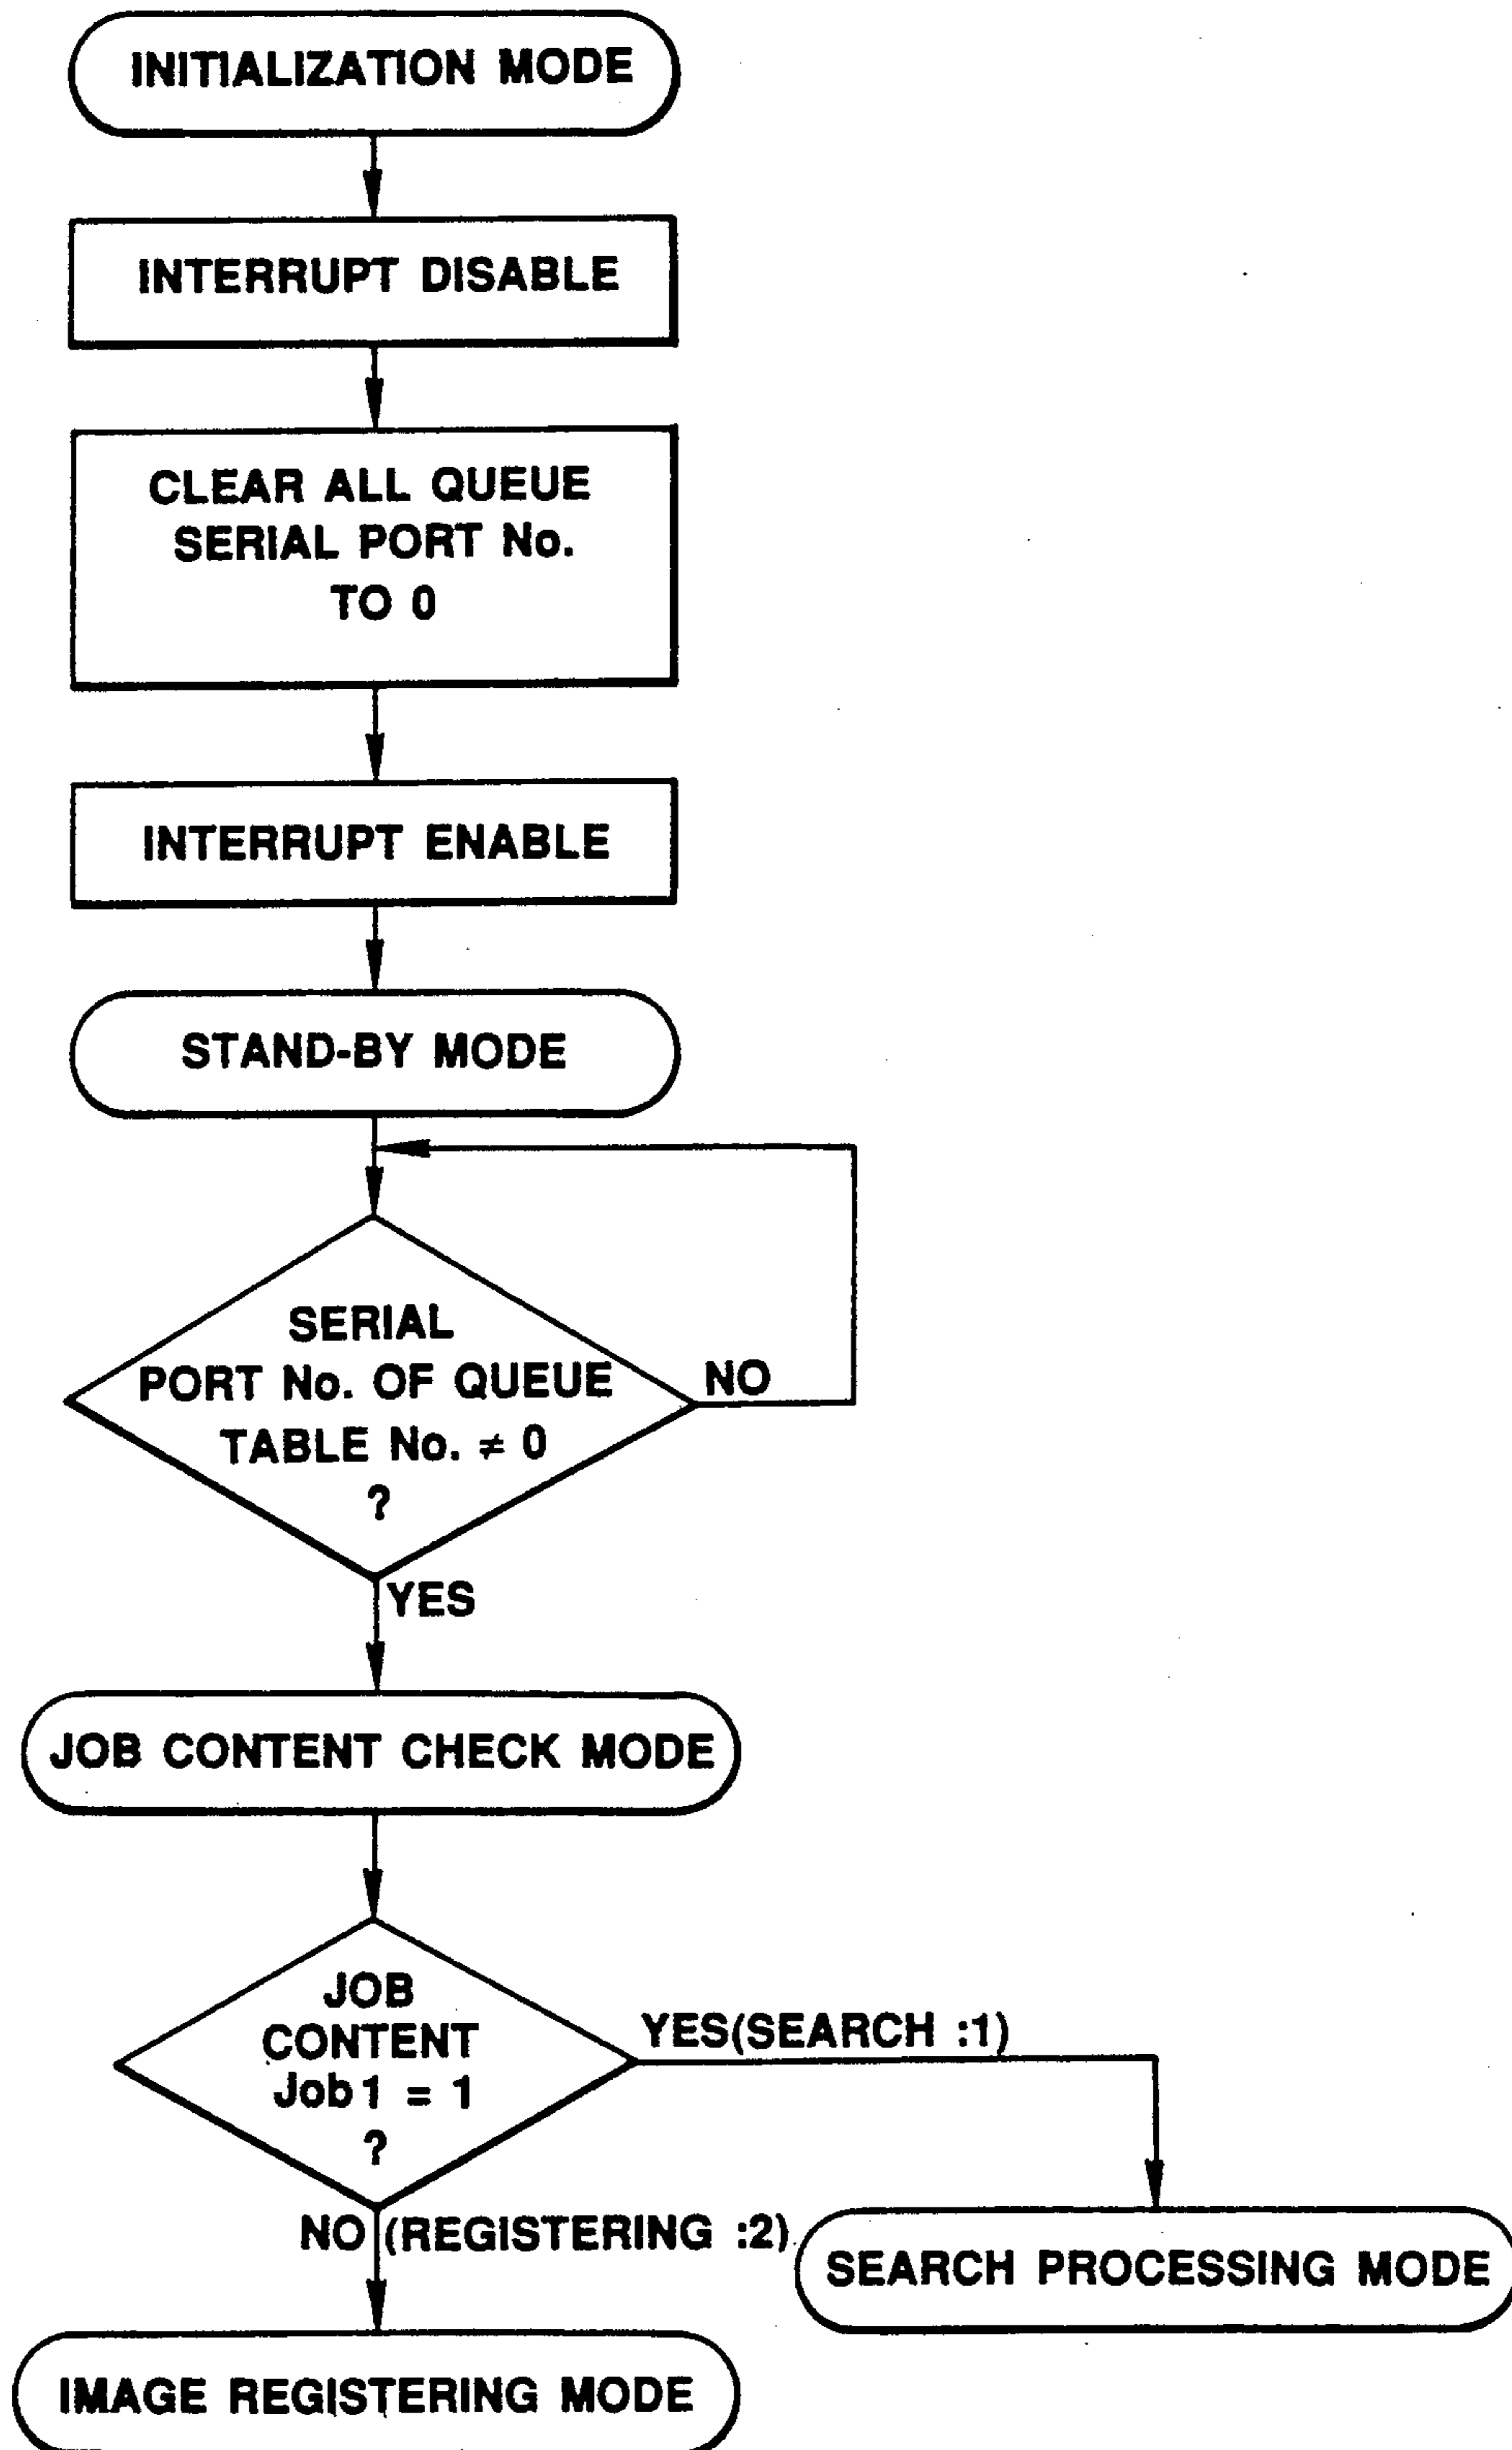 INITIALIZATION MODE
INTERRUPT DISABLE
CLEAR ALL QUEUE
SERIAL PORT No.
TO 0
INTERRUPT ENABLE
STAND-BY MODE
SERIAL
PORT No. OF QUEUE
TABLE No. ≠ 0
?
NO
YES
JOB CONTENT CHECK MODE
JOB
CONTENT
Job1 = 1
?
YES(SEARCH :1)
NO (REGISTERING :2)
SEARCH PROCESSING MODE
IMAGE REGISTERING MODE